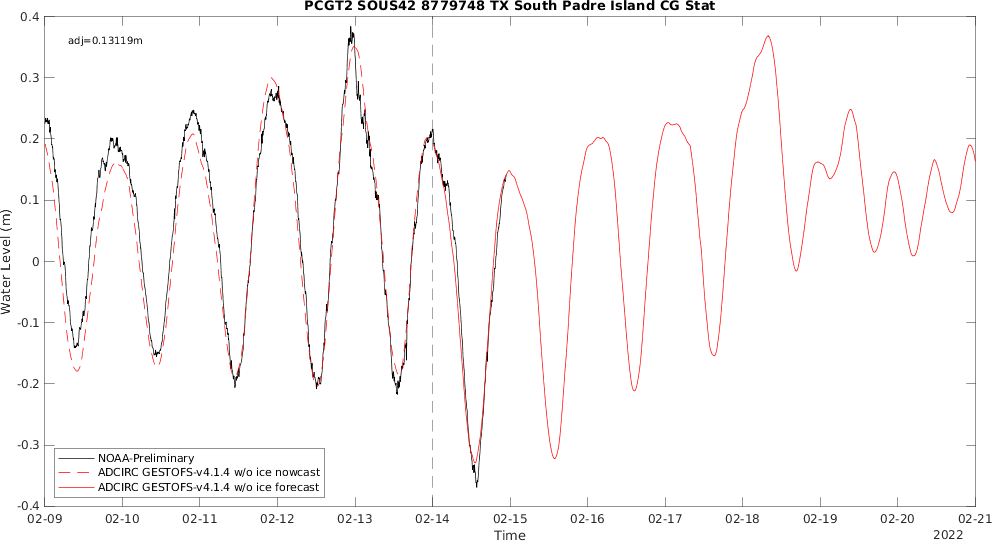 PCGT2 SOUS42 8779748 TX South Padre Island CG Stat
adj=0.13119m
0.4
0.3
0.2
0.1
0
-0.1
-0.2
-0.3
-0.4
Water Level (m)
NOAA-Preliminary
ADCIRC GESTOFS-v4.1.4 w/o ice nowcast
ADCIRC GESTOFS-v4.1.4 w/o ice forecast
02-09 02-10 02-11 02-12 02-13 02-14 02-15 02-16 02-17 02-18 02-19 02-20 02-21
Time
2022